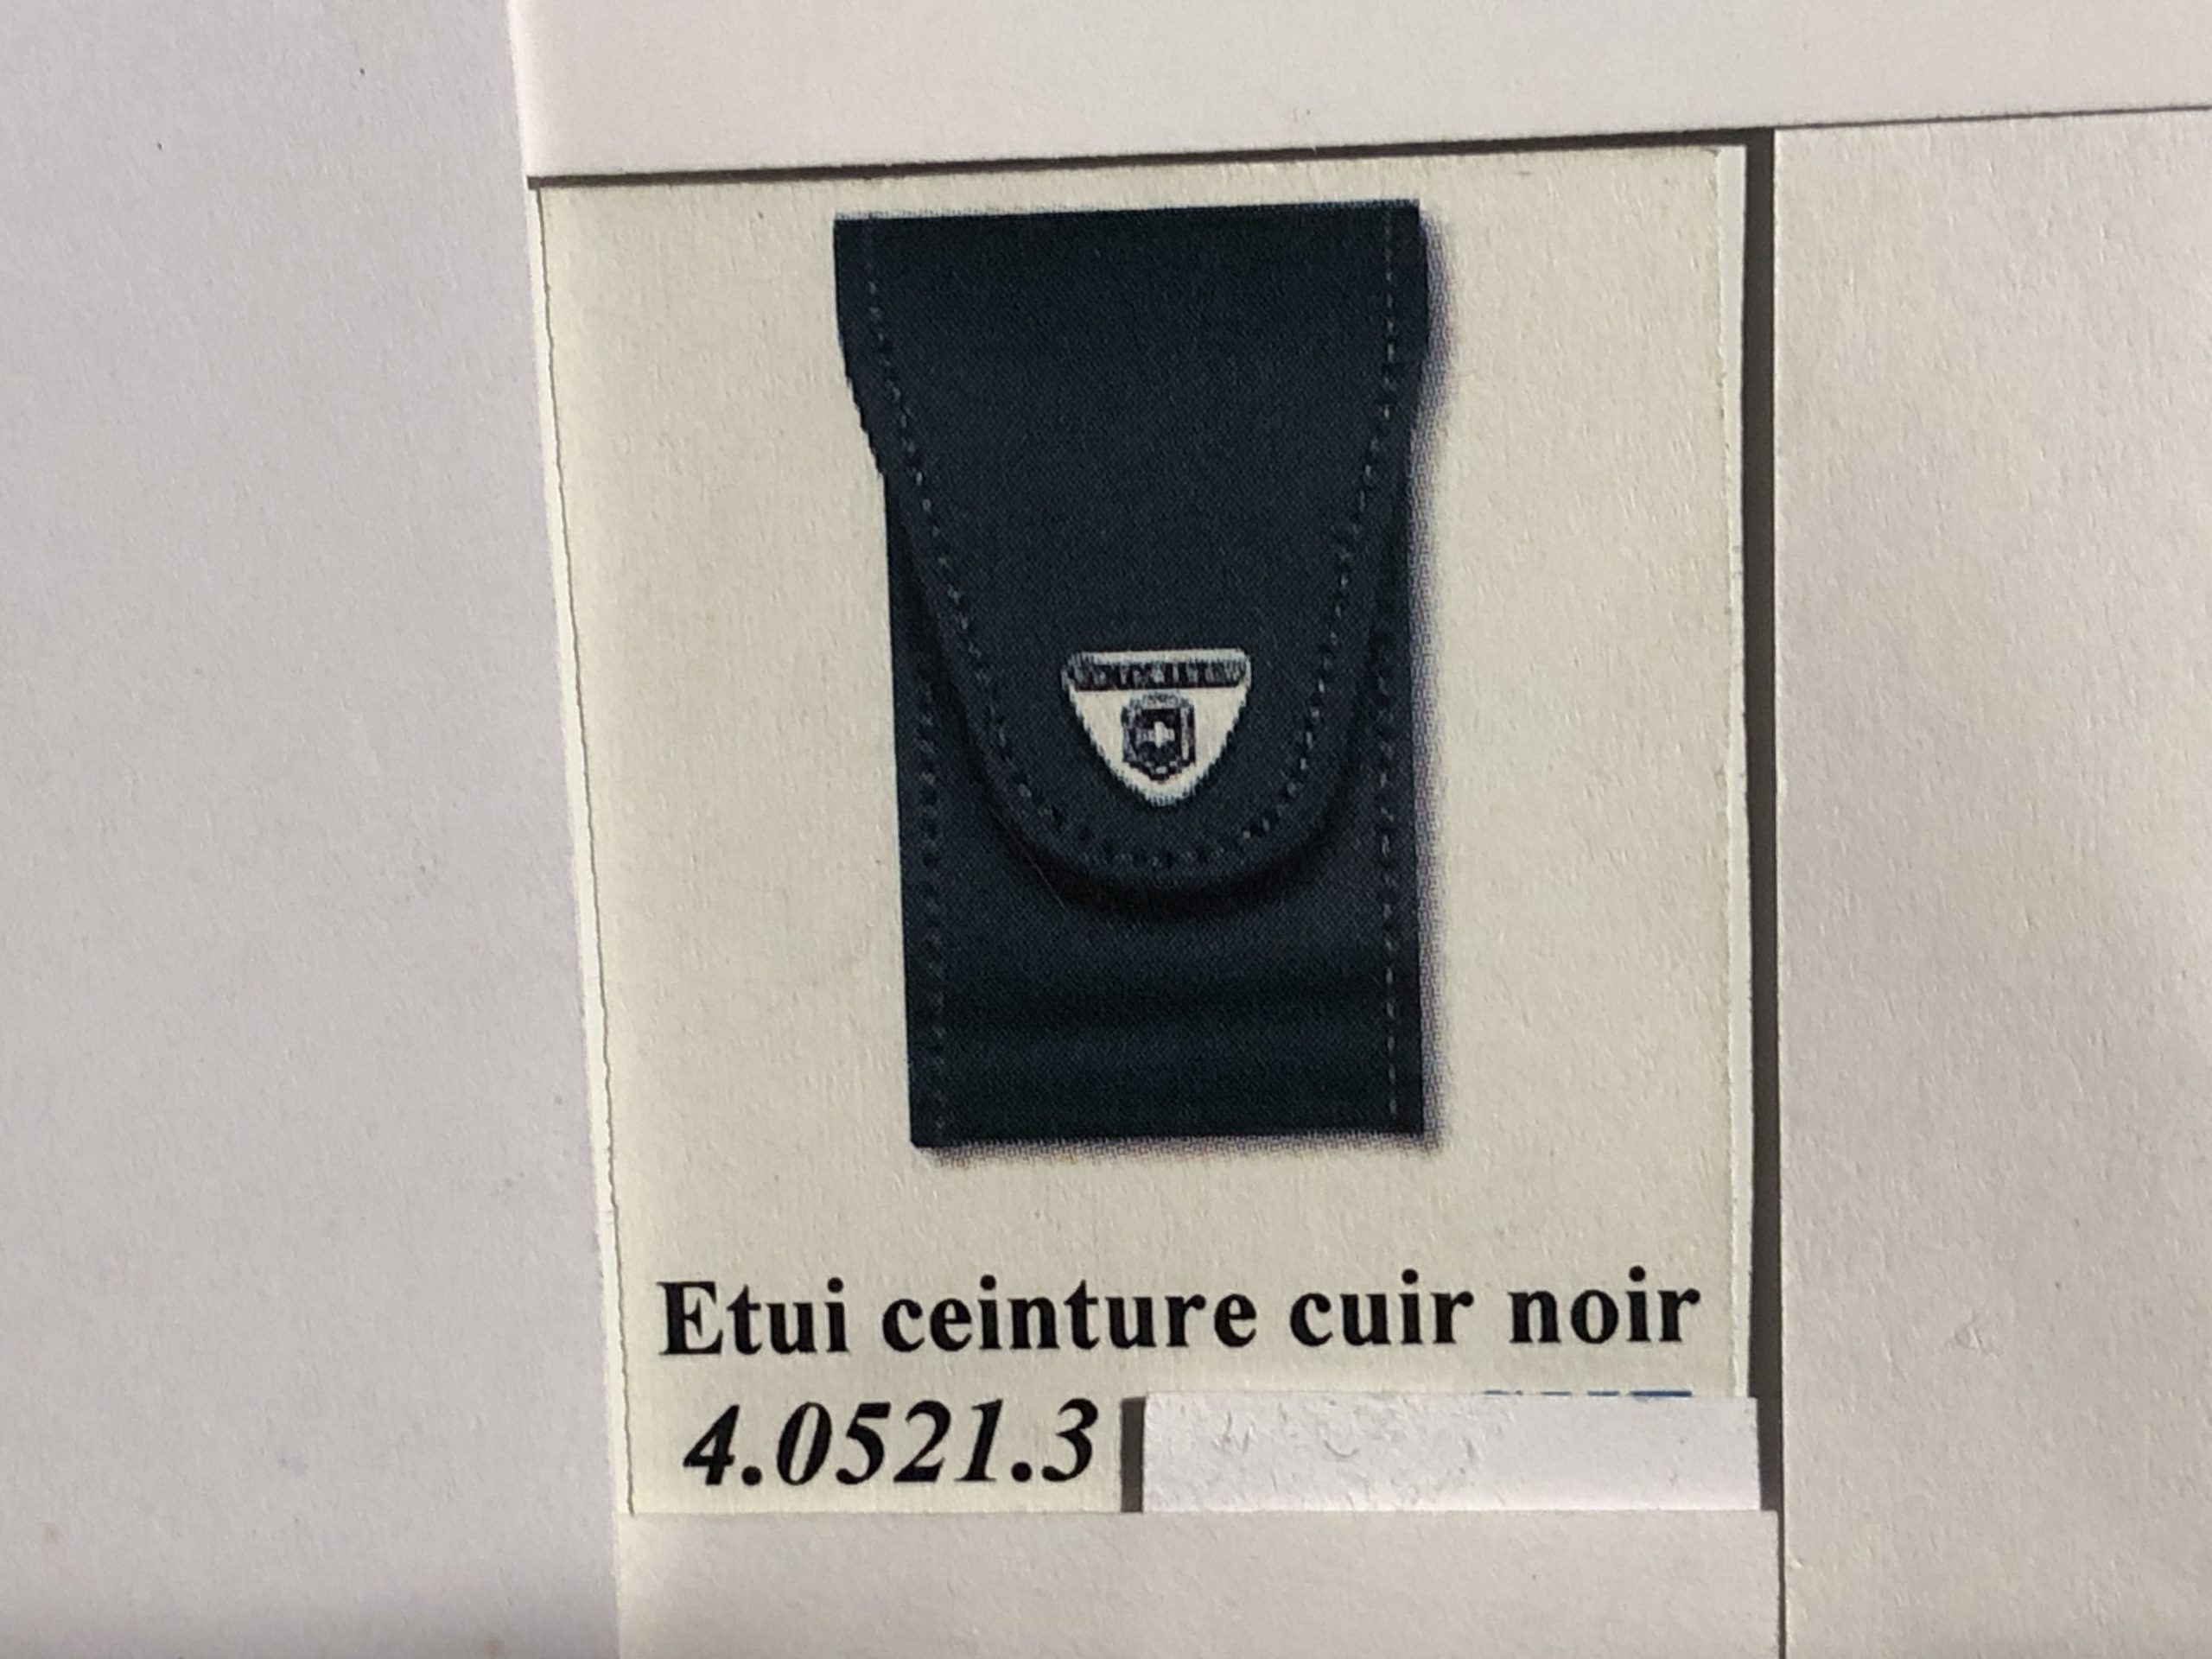 Etui ceinture cuir noir
4.0521.3